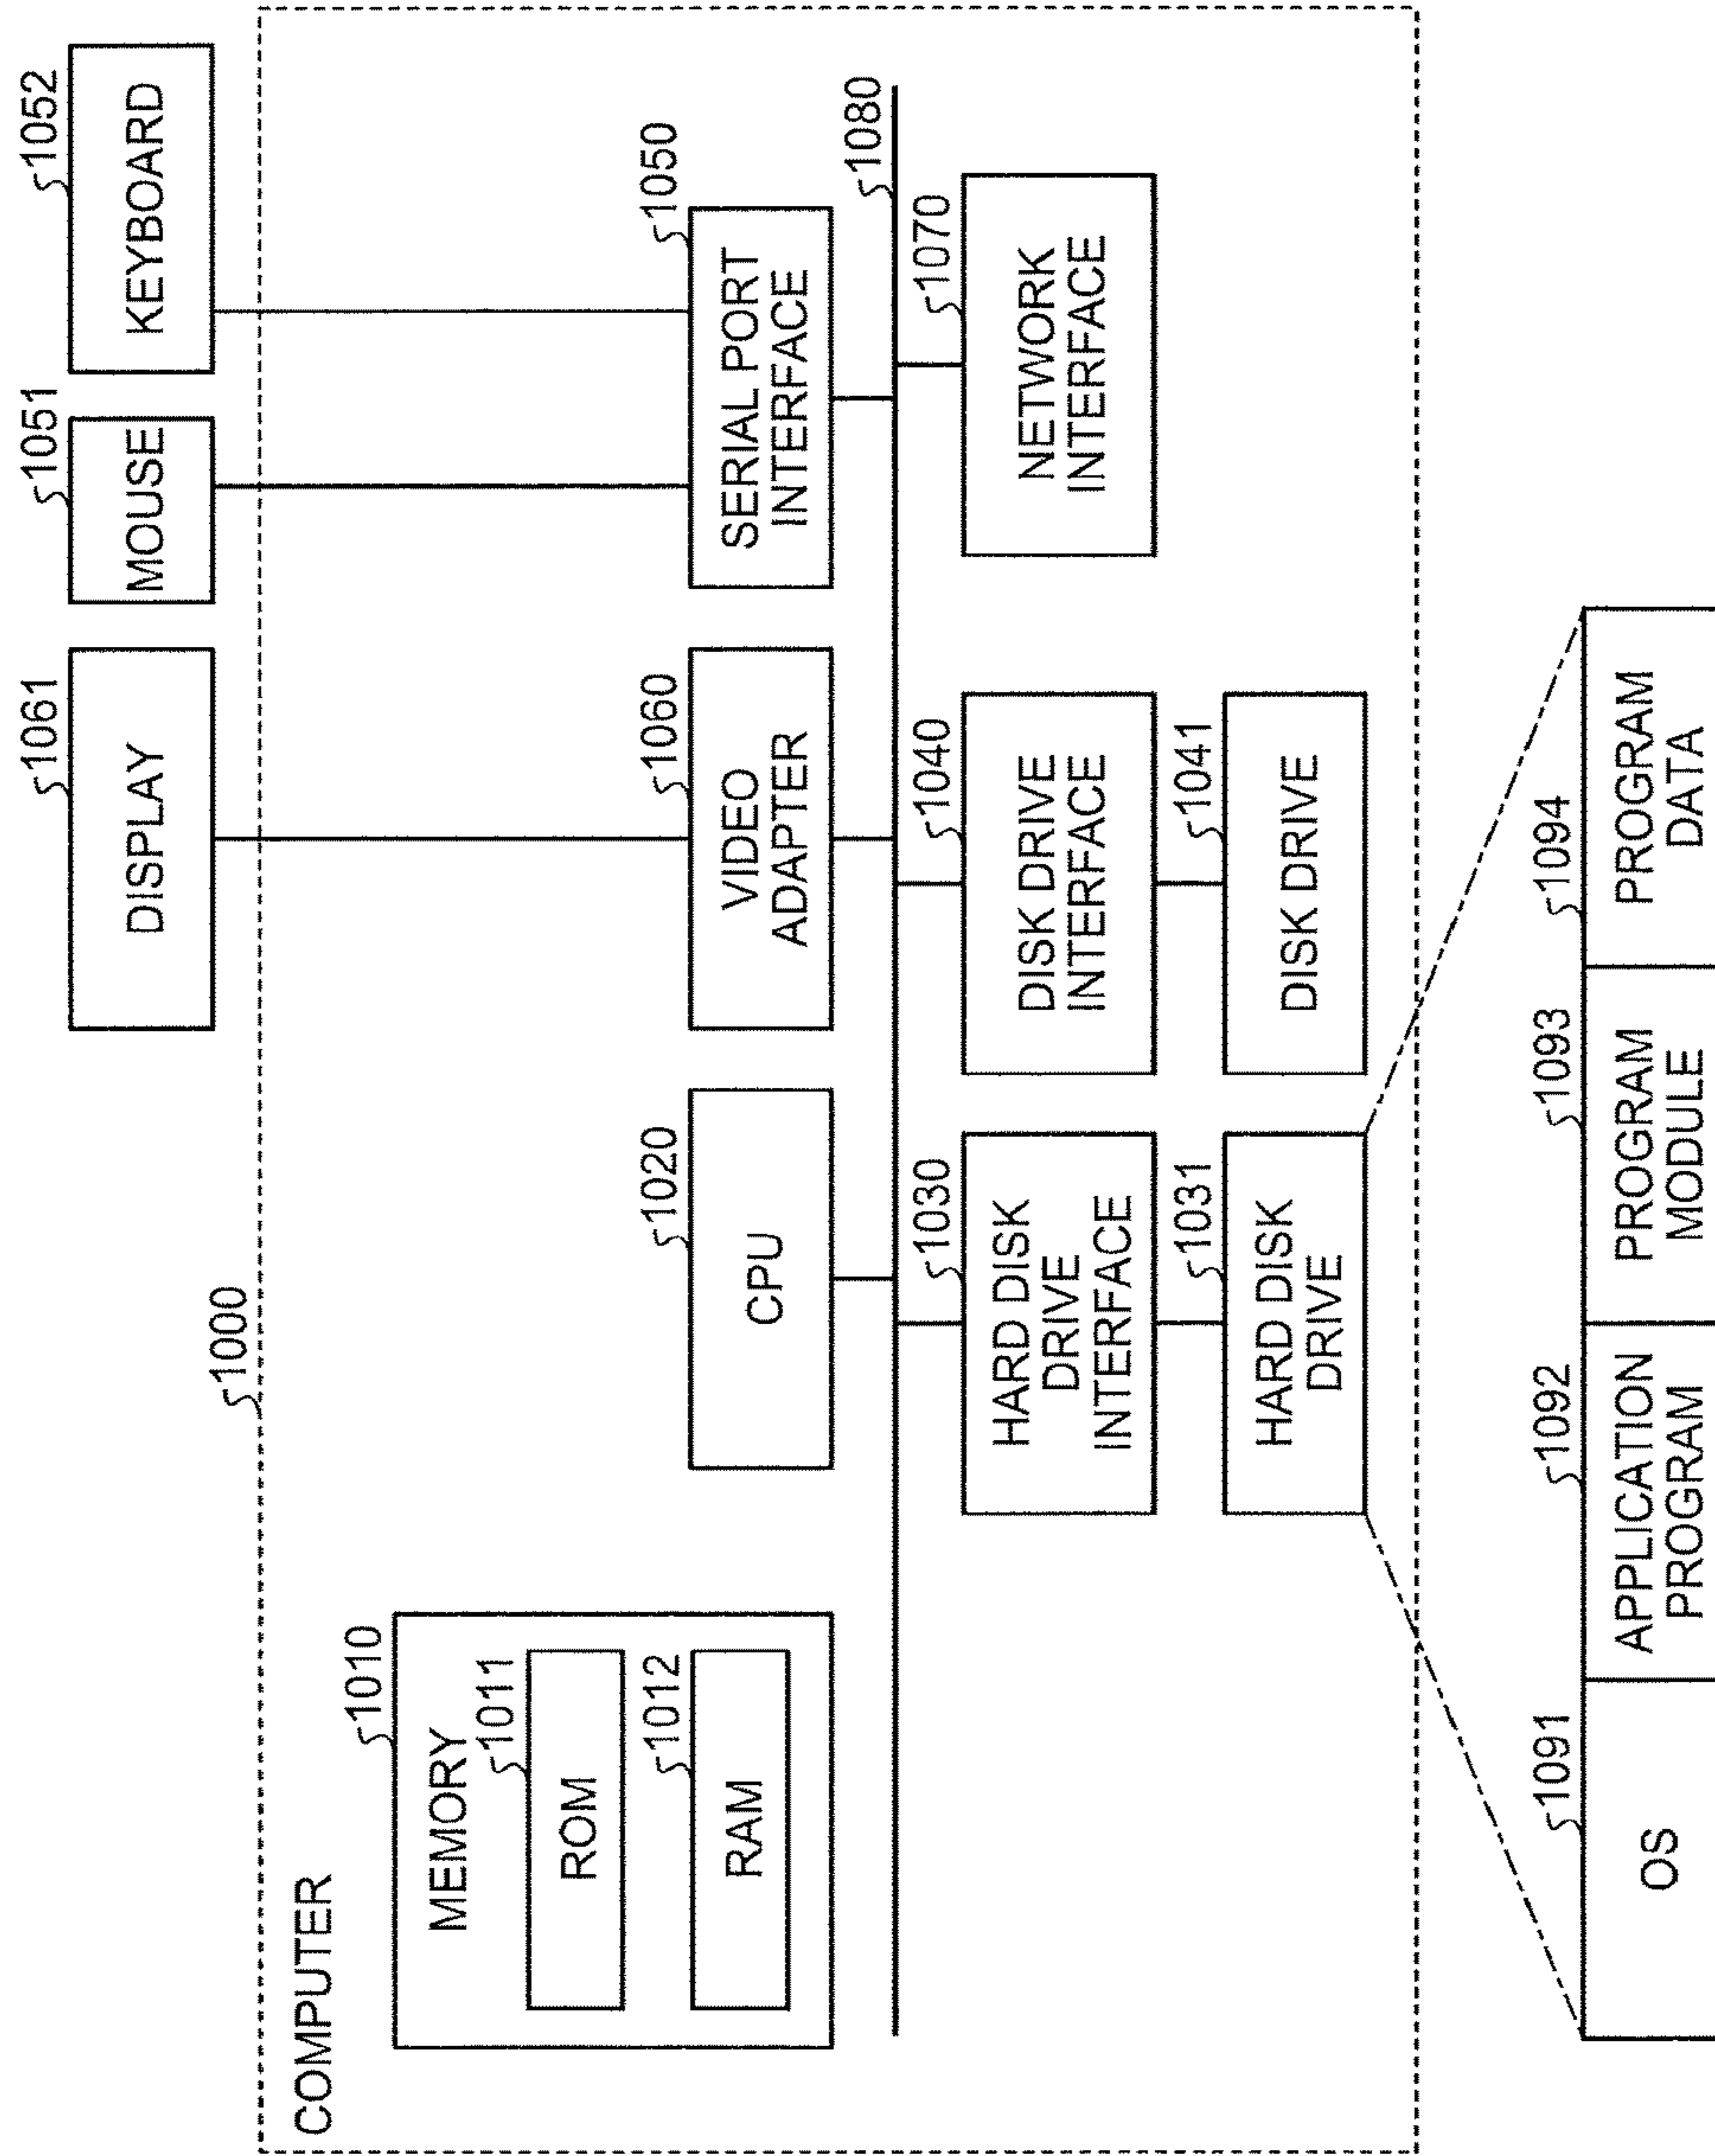 1000
COMPUTER
1010
MEMORY
1011
ROM
1012
RAM
1020
CPU
1061
DISPLAY
1060
VIDEO
ADAPTER
1051
MOUSE
1052
KEYBOARD
1050
SERIAL PORT
INTERFACE
1080
1030
HARD DISK
DRIVE
INTERFACE
1031
HARD DISK
DRIVE
1040
DISK DRIVE
INTERFACE
1041
DISK DRIVE
1070
NETWORK
INTERFACE
1091
OS
1092
APPLICATION
PROGRAM
1093
PROGRAM
MODULE
1094
PROGRAM
DATA